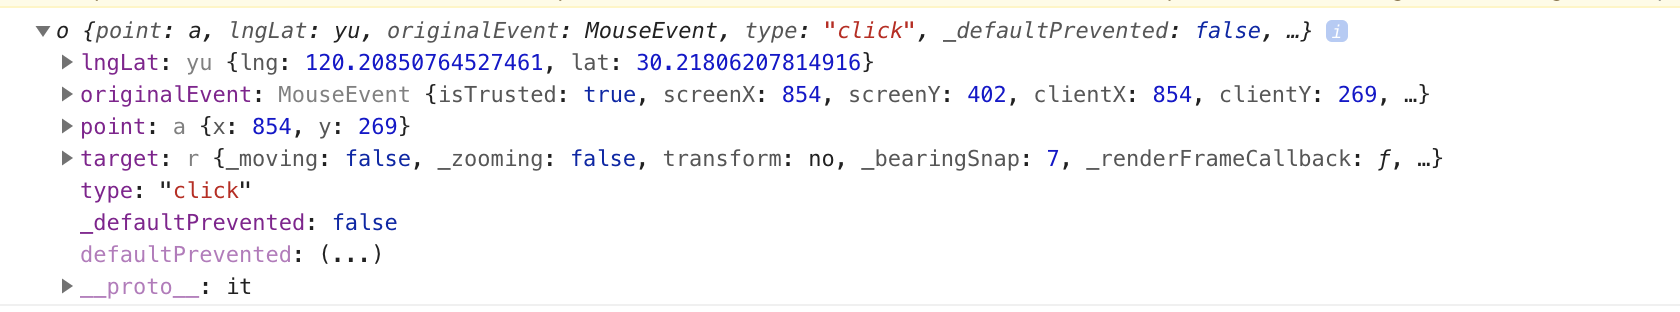 o {point: a, lngLat: yu, originalEvent: MouseEvent, type: "click", _defaultPrevented: false, …} i
lngLat: yu {lng: 120.20850764527461, lat: 30.21806207814916}
originalEvent: MouseEvent {isTrusted: true, screenX: 854, screenY: 402, clientX: 854, clientY: 269, …}
point: a {x: 854, y: 269}
target: r {_moving: false, _zooming: false, transform: no, _bearingSnap: 7, _renderFrameCallback: ƒ, …}
type: "click"
_defaultPrevented: false
defaultPrevented: (...)
__proto__: it